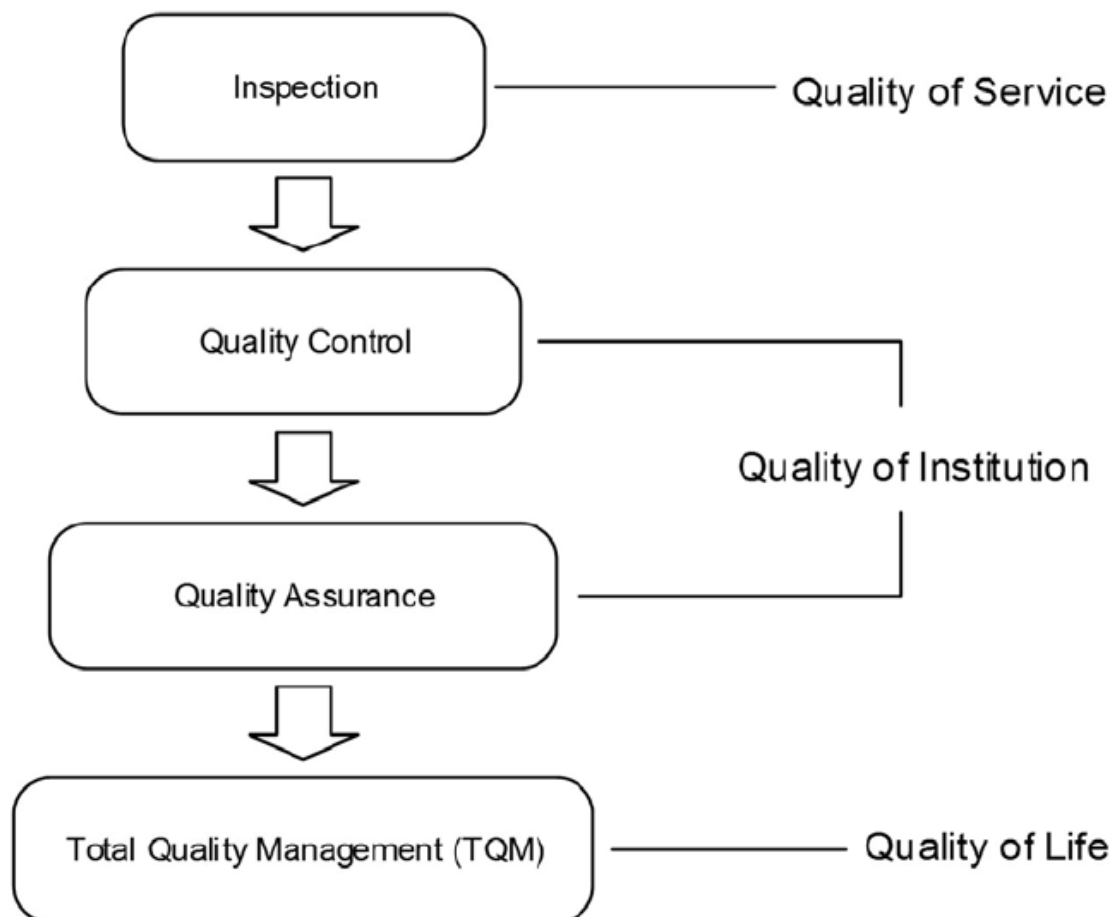 Inspection
Quality of Service
Quality Control
Quality of Institution
Quality Assurance
Total Quality Management (TQM)
Quality of Life